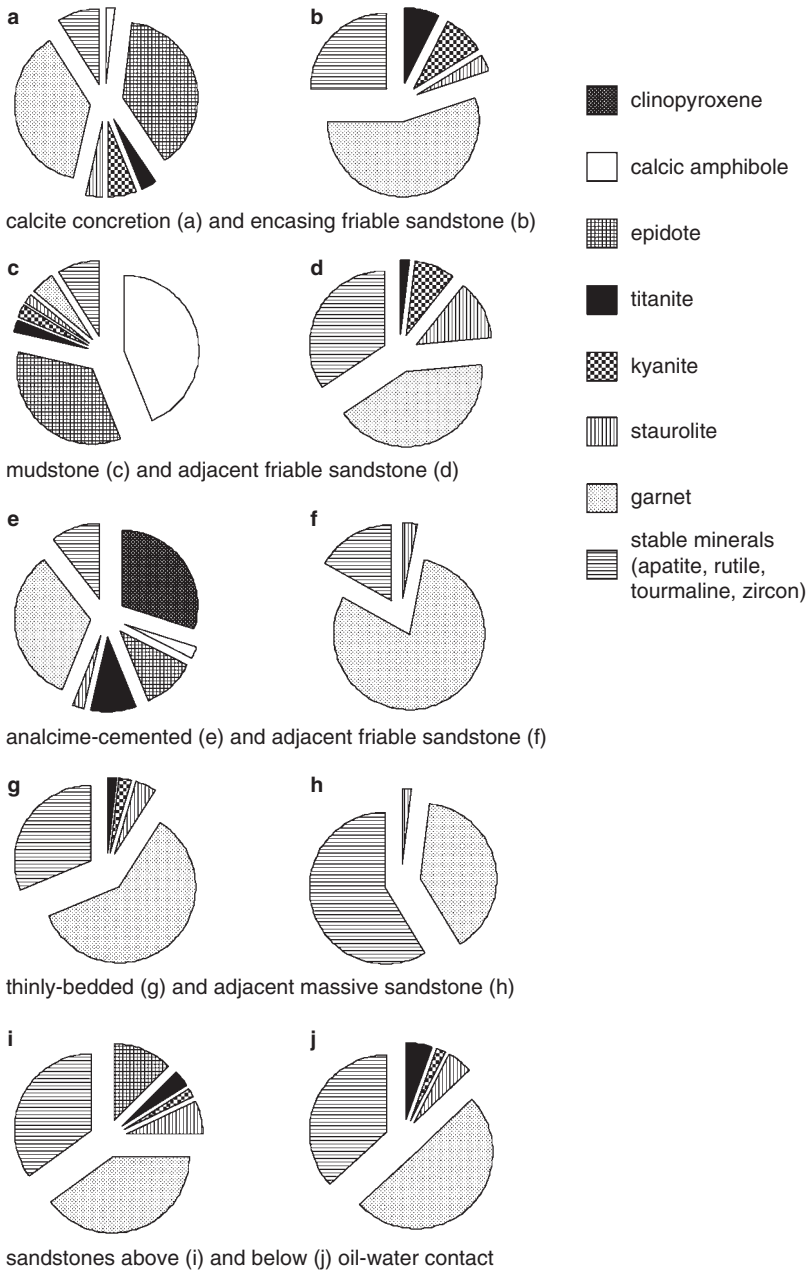 a
b
calcite concretion (a) and encasing friable sandstone (b)
c
d
mudstone (c) and adjacent friable sandstone (d)
e
f
analcime-cemented (e) and adjacent friable sandstone (f)
g
h
thinly-bedded (g) and adjacent massive sandstone (h)
i
j
sandstones above (i) and below (j) oil-water contact
clinopyroxene
calcic amphibole
epidote
titanite
kyanite
staurolite
garnet
stable minerals
(apatite, rutile,
tourmaline, zircon)